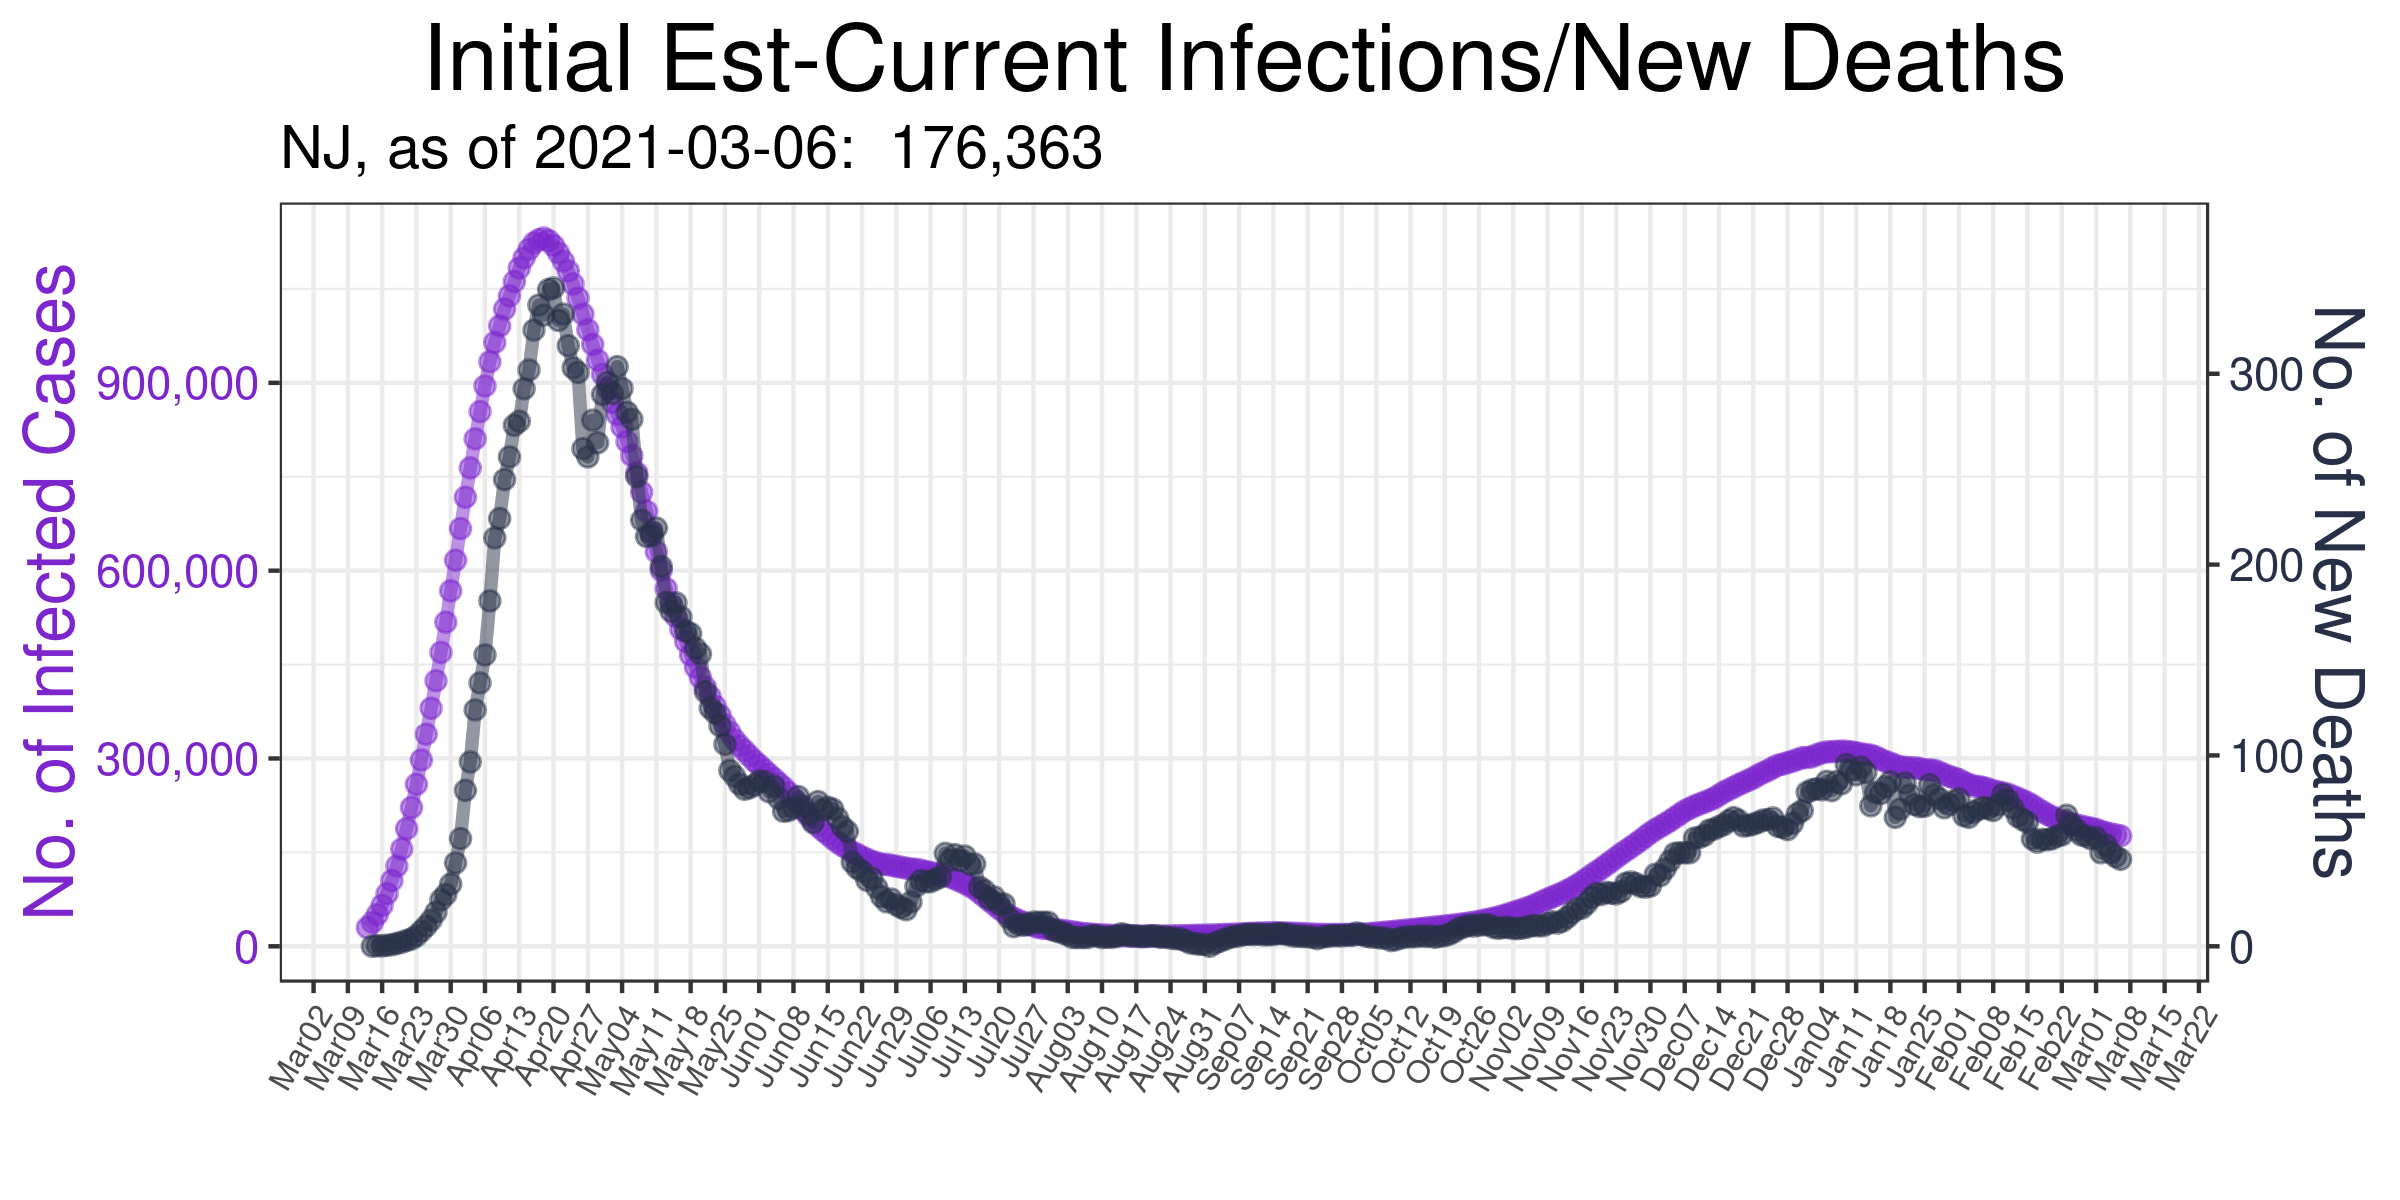 Initial Est-Current Infections/New Deaths
NJ, as of 2021-03-06: 176,363
No. of Infected Cases
900,000
600,000
300,000
0
300
200
100
0
No. of New Deaths
Mar02
Mar09
Mar16
Mar23
Mar30
Apr06
Apr13
Apr20
Apr27
May04
May11
May18
May25
Jun01
Jun08
Jun15
Jun22
Jun29
Jul06
Jul13
Jul20
Jul27
Aug03
Aug10
Aug17
Aug24
Aug31
Sep07
Sep14
Sep21
Sep28
Oct05
Oct12
Oct19
Oct26
Nov02
Nov09
Nov16
Nov23
Nov30
Dec07
Dec14
Dec21
Dec28
Jan04
Jan11
Jan18
Jan25
Feb01
Feb08
Feb15
Feb22
Mar01
Mar08
Mar15
Mar22